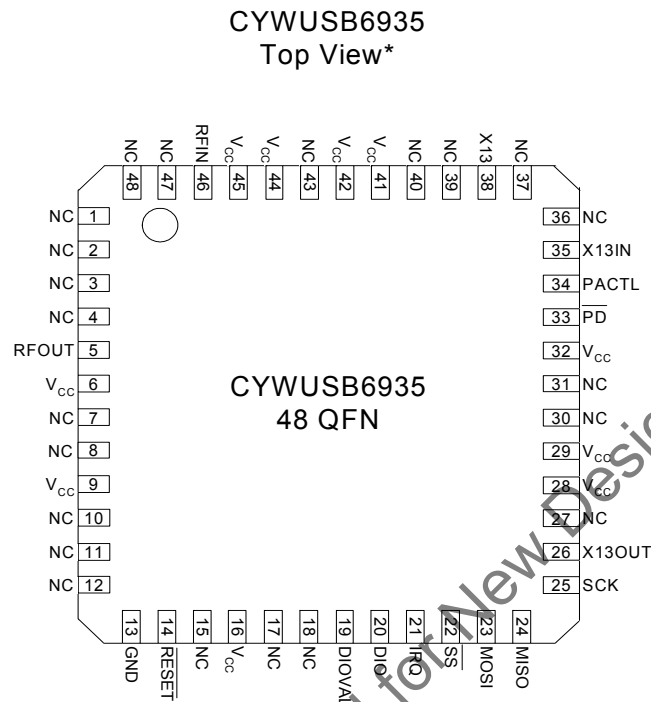 CYWUSB6935
Top View*
NC 48
NC 47
RFIN 46
VCC 45
VCC 44
NC 43
VCC 42
VCC 41
NC 40
NC 39
X13 38
NC 37
NC 1
NC 2
NC 3
NC 4
RFOUT 5
VCC 6
NC 7
NC 8
VCC 9
NC 10
NC 11
NC 12
CYWUSB6935
48 QFN
36 NC
35 X13IN
34 PACTL
33 PD
32 VCC
31 NC
30 NC
29 VCC
28 VCC
27 NC
26 X13OUT
25 SCK
13 GND
14 RESET
15 NC
16 VCC
17 NC
18 NC
19 DIOVAL
20 DIO
21 IRQ
22 SS
23 MOSI
24 MISO
for New